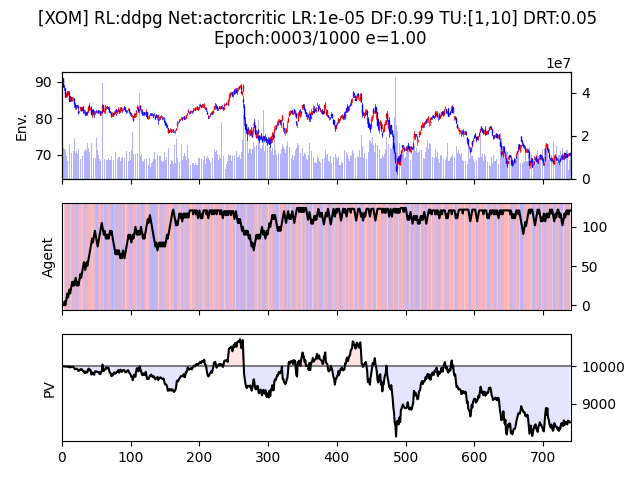 [XOM] RL:ddpg Net:actorcritic LR:1e-05 DF:0.99 TU:[1,10] DRT:0.05
Epoch:0003/1000 e=1.00
1e7
90
80
70
Env.
4
2
0
Agent
100
50
0
PV
10000
9000
0 100 200 300 400 500 600 700